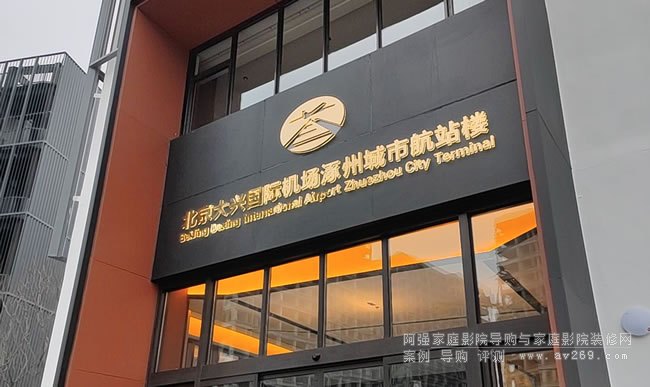 北京大兴国际机场涿州城市航站楼
Beijing Daxing International Airport Zhuozhou City Terminal
阿强家庭影院导购与家庭影院装修网
案例 导购 评测 www.av269.com